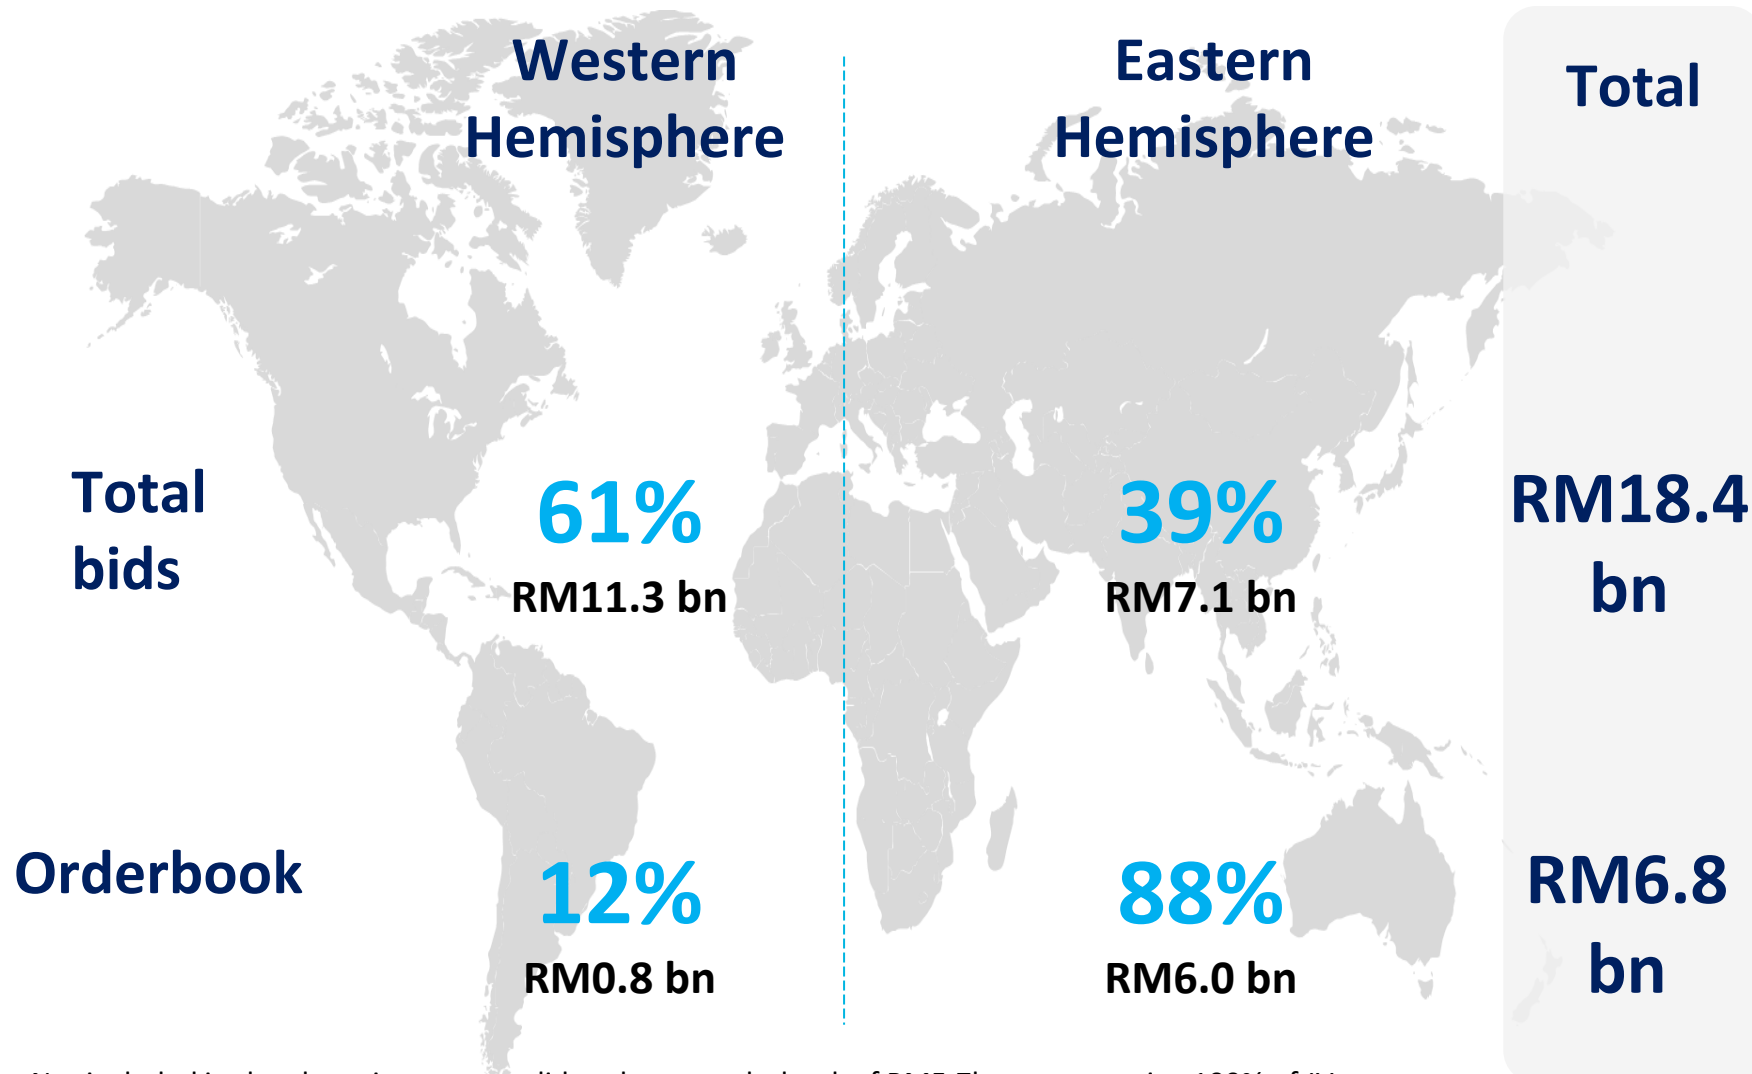 Western
Hemisphere
Eastern
Hemisphere
Total
Total
bids
61%
RM11.3 bn
39%
RM7.1 bn
RM18.4
bn
Orderbook
12%
RM0.8 bn
88%
RM6.0 bn
RM6.8
bn